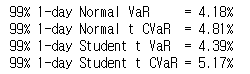 99% 1-day Normal VaR = 4.18%
99% 1-day Normal t CVaR = 4.81%
99% 1-day Student t VaR = 4.39%
99% 1-day Student t CVaR = 5.17%